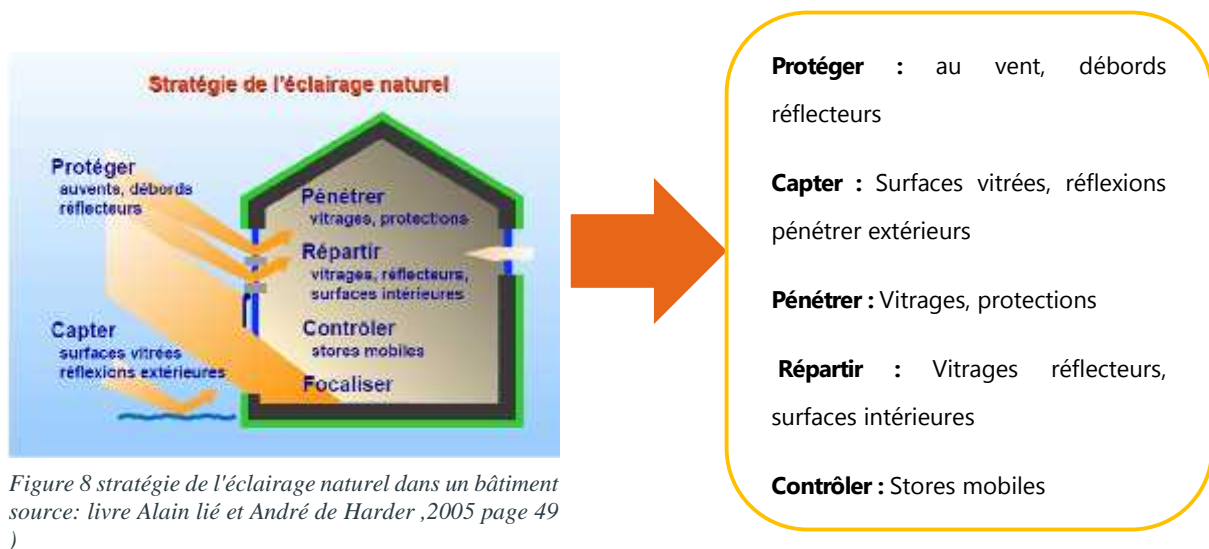 Stratégie de l'éclairage naturel
Protéger
auvents, débords
réflecteurs
Pénétrer
vitrages, protections
Répartir
vitrages, réflecteurs,
surfaces intérieures
Capter
surfaces vitrées
réflexions extérieures
Contrôler
stores mobiles
Focaliser
Figure 8 stratégie de l'éclairage naturel dans un bâtiment
source: livre Alain lié et André de Harder ,2005 page 49
)
Protéger : au vent, débords
réflecteurs
Capter : Surfaces vitrées, réflexions
pénétrer extérieurs
Pénétrer : Vitrages, protections
Répartir : Vitrages réflecteurs,
surfaces intérieures
Contrôler : Stores mobiles